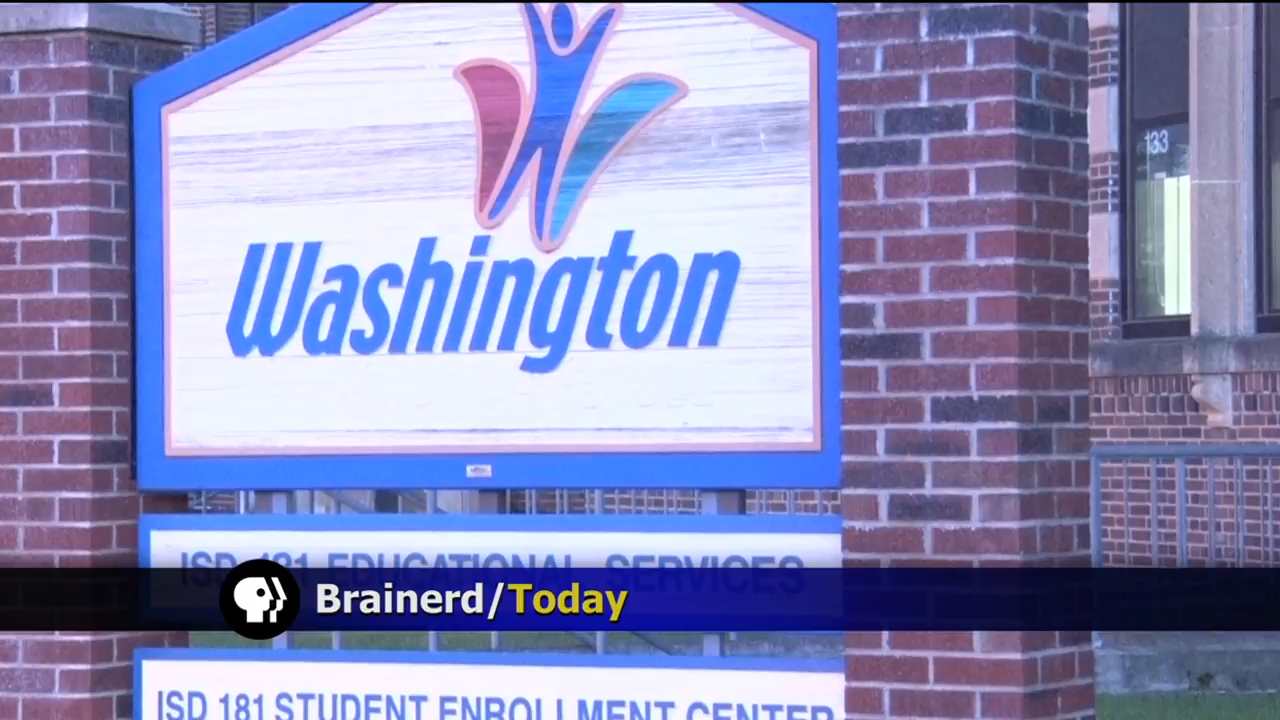 133
Washington
ISD 181 EDUCATIONAL SERVICES
Brainerd/Today
ISD 181 STUDENT ENROLLMENT CENTER